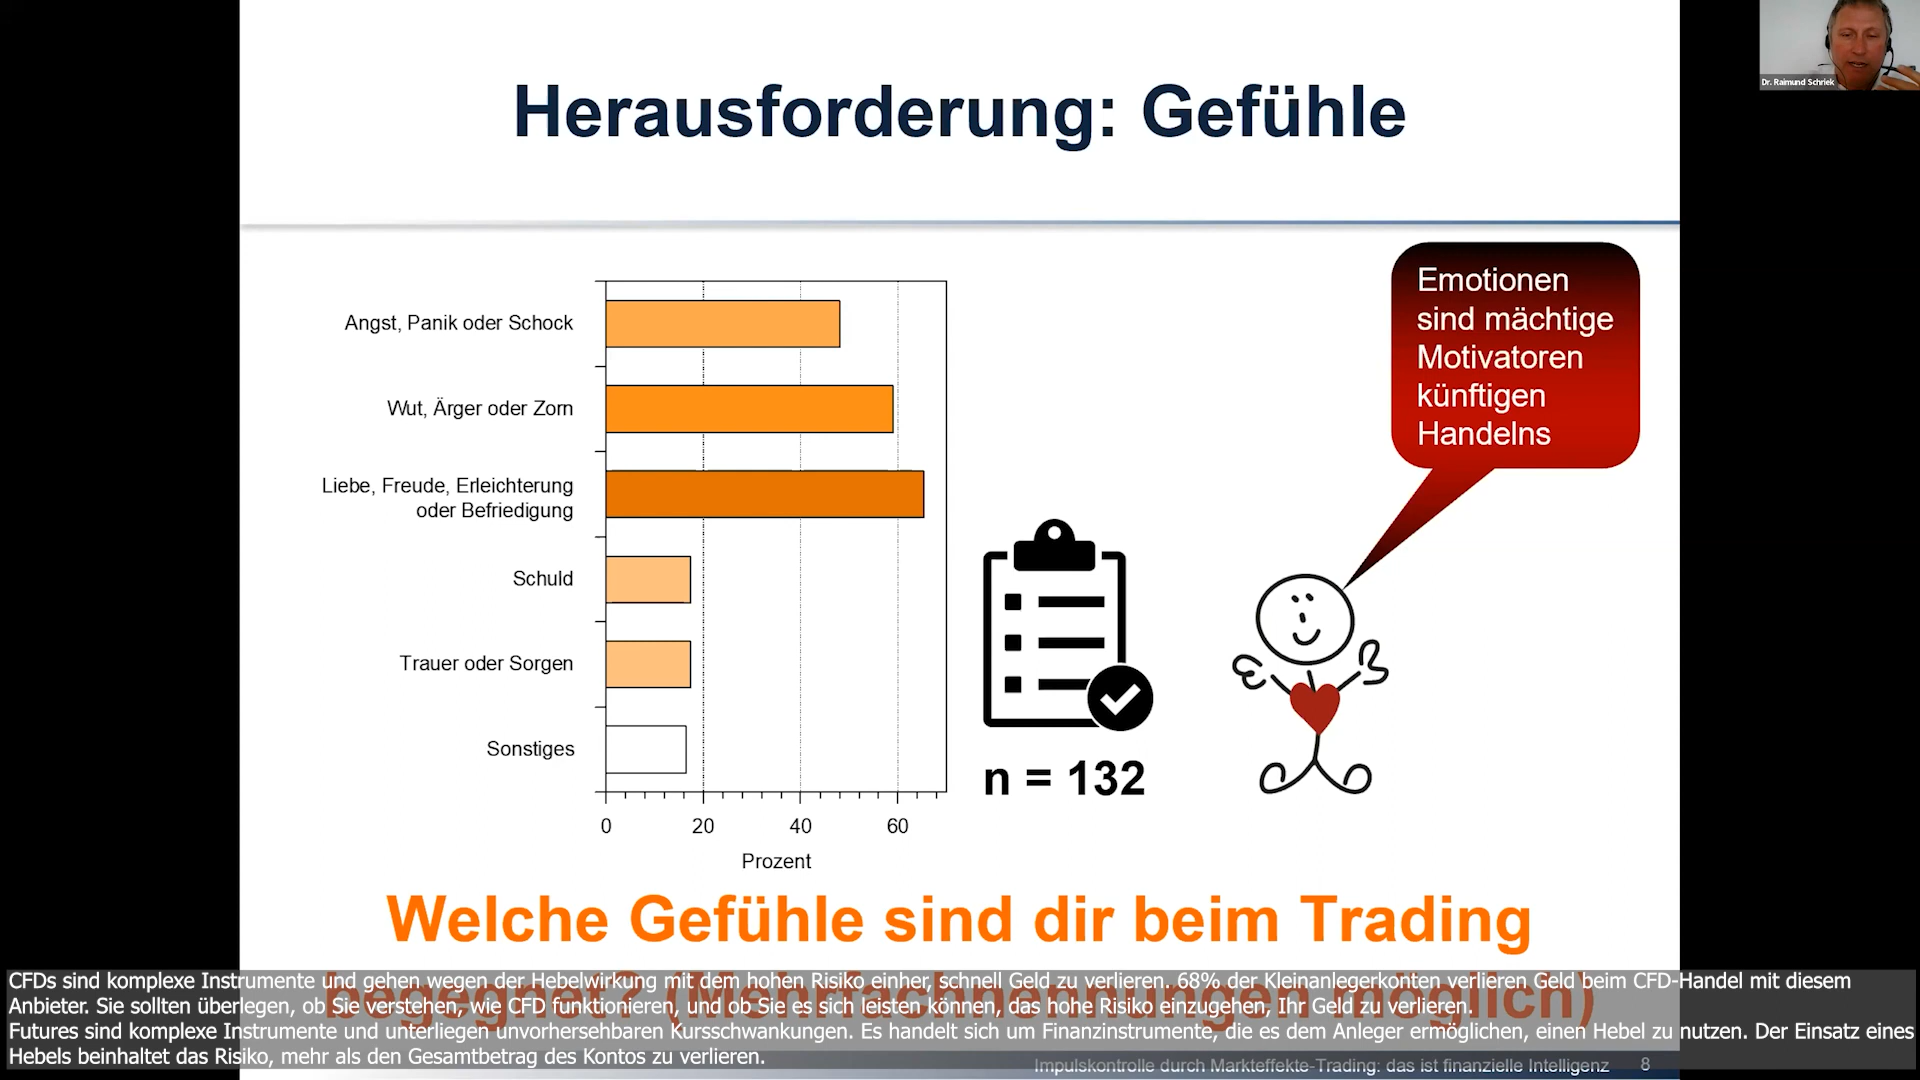 Dr. Raimund Schriek
Herausforderung: Gefühle
Emotionen
sind mächtige
Motivatoren
künftigen
Handelns
Angst, Panik oder Schock
Wut, Ärger oder Zorn
Liebe, Freude, Erleichterung
oder Befriedigung
Schuld
Trauer oder Sorgen
Sonstiges
0 20 40 60
Prozent
n = 132
Welche Gefühle sind dir beim Trading
begegnet? (Mehrfachnennungen möglich)
CFDs sind komplexe Instrumente und gehen wegen der Hebelwirkung mit dem hohen Risiko einher, schnell Geld zu verlieren. 68% der Kleinanlegerkonten verlieren Geld beim CFD-Handel mit diesem
Anbieter. Sie sollten überlegen, ob Sie verstehen, wie CFD funktionieren, und ob Sie es sich leisten können, das hohe Risiko einzugehen, Ihr Geld zu verlieren.
Futures sind komplexe Instrumente und unterliegen unvorhersehbaren Kursschwankungen. Es handelt sich um Finanzinstrumente, die es dem Anleger ermöglichen, einen Hebel zu nutzen. Der Einsatz eines
Hebels beinhaltet das Risiko, mehr als den Gesamtbetrag des Kontos zu verlieren.
Impulskontrolle durch Markteffekte-Trading: das ist finanzielle Intelligenz 8